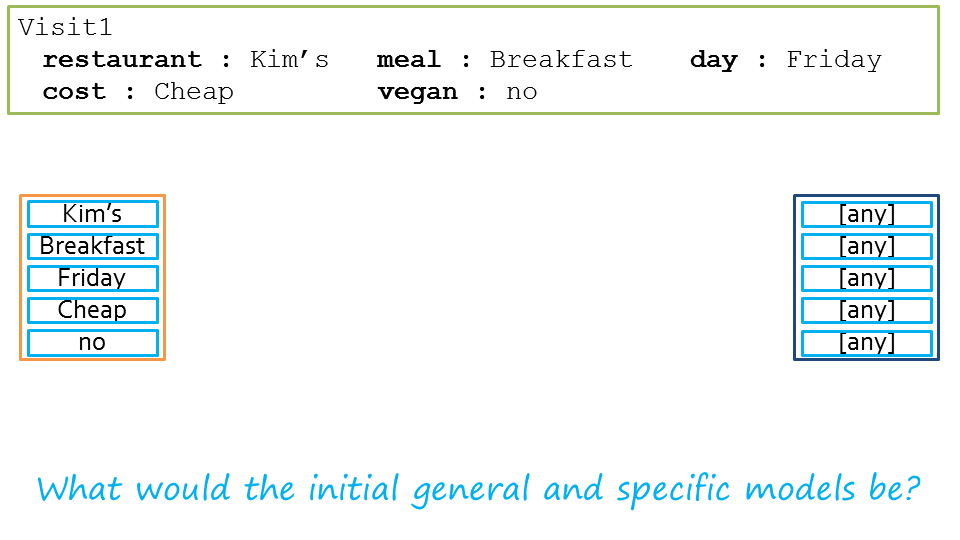 Visit1
restaurant : Kim’s meal : Breakfast day : Friday
cost : Cheap vegan : no
Kim’s
Breakfast
Friday
Cheap
no
[any]
[any]
[any]
[any]
[any]
What would the initial general and specific models be?